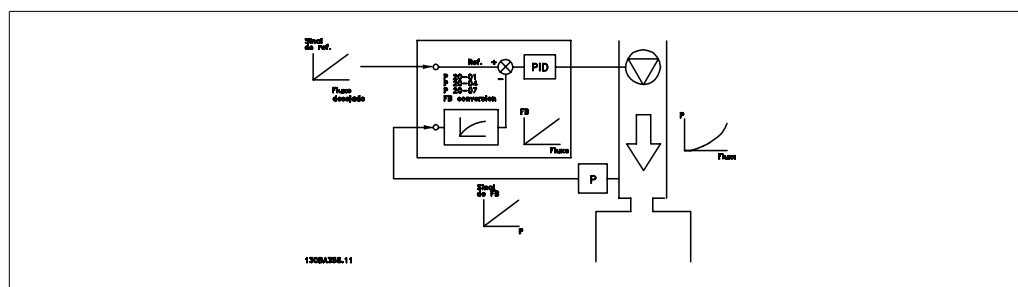 Sinal
de ref.
Fluxo
desejado
Ref.
+
−
P 20-01
P 20-04
P 20-07
FB conversion
PID
FB
Fluxo
P
Fluxo
P
Sinal
de FB
P
130BA358.11